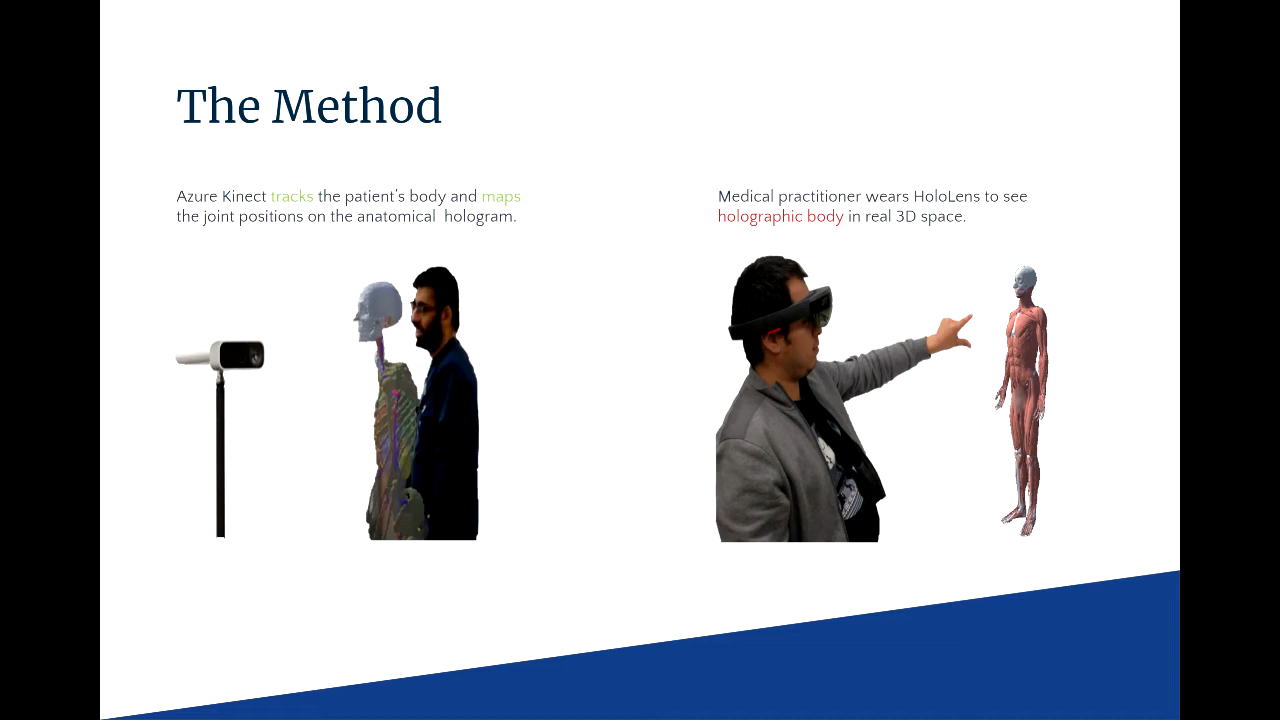 The Method
Azure Kinect tracks the patient's body and maps
the joint positions on the anatomical hologram.
Medical practitioner wears HoloLens to see
holographic body in real 3D space.